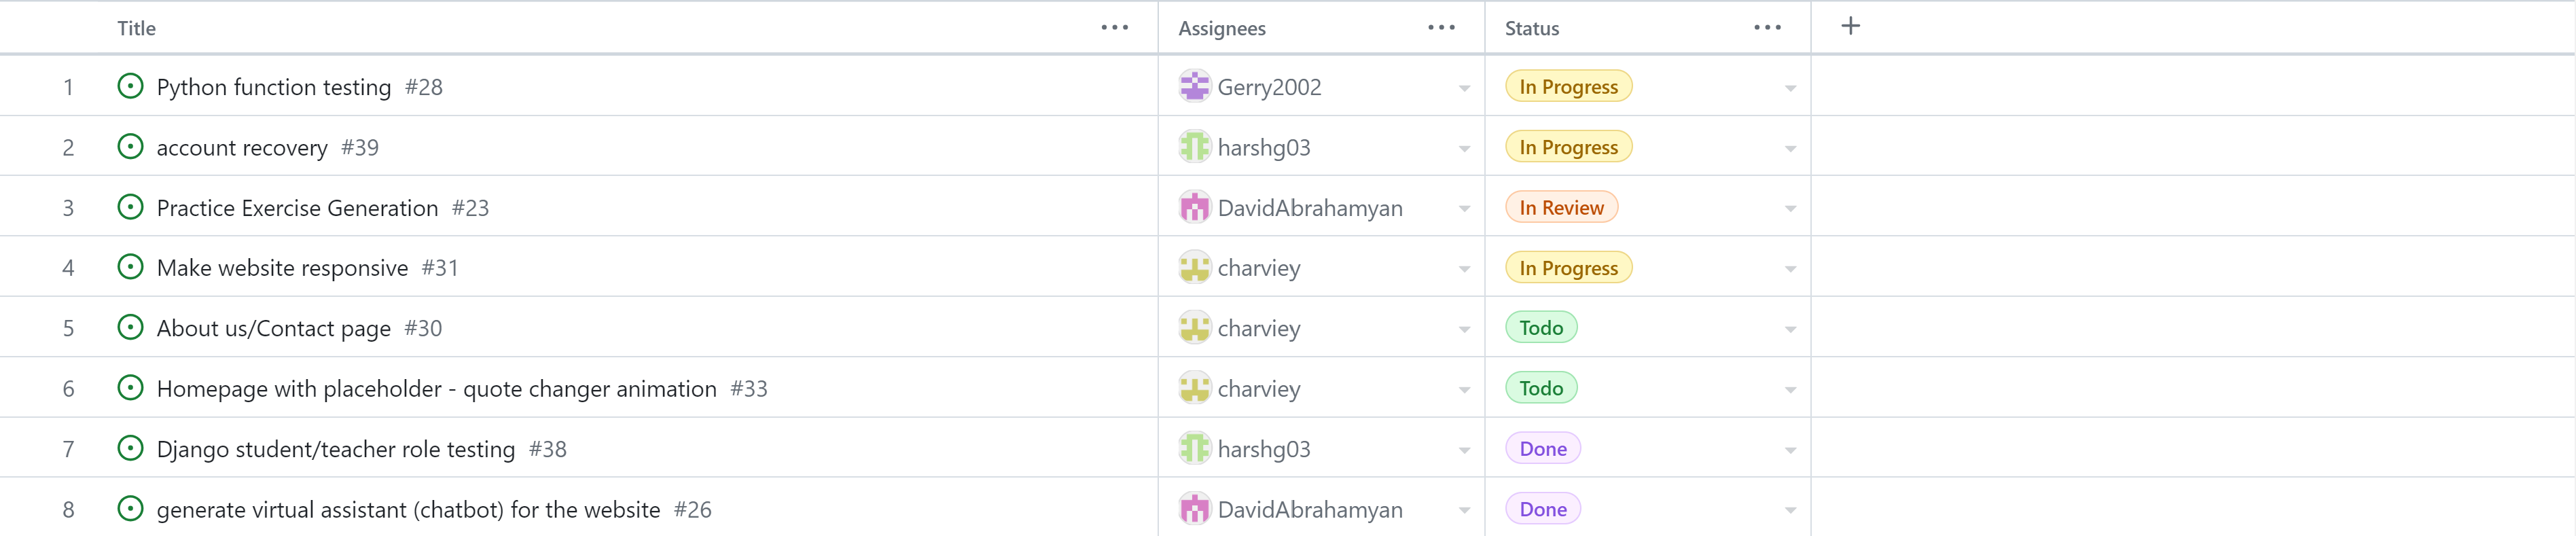 Title Assignees Status
1 Python function testing #28 Gerry2002 In Progress
2 account recovery #39 harshg03 In Progress
3 Practice Exercise Generation #23 DavidAbrahamyan In Review
4 Make website responsive #31 charviey In Progress
5 About us/Contact page #30 charviey Todo
6 Homepage with placeholder - quote changer animation #33 charviey Todo
7 Django student/teacher role testing #38 harshg03 Done
8 generate virtual assistant (chatbot) for the website #26 DavidAbrahamyan Done